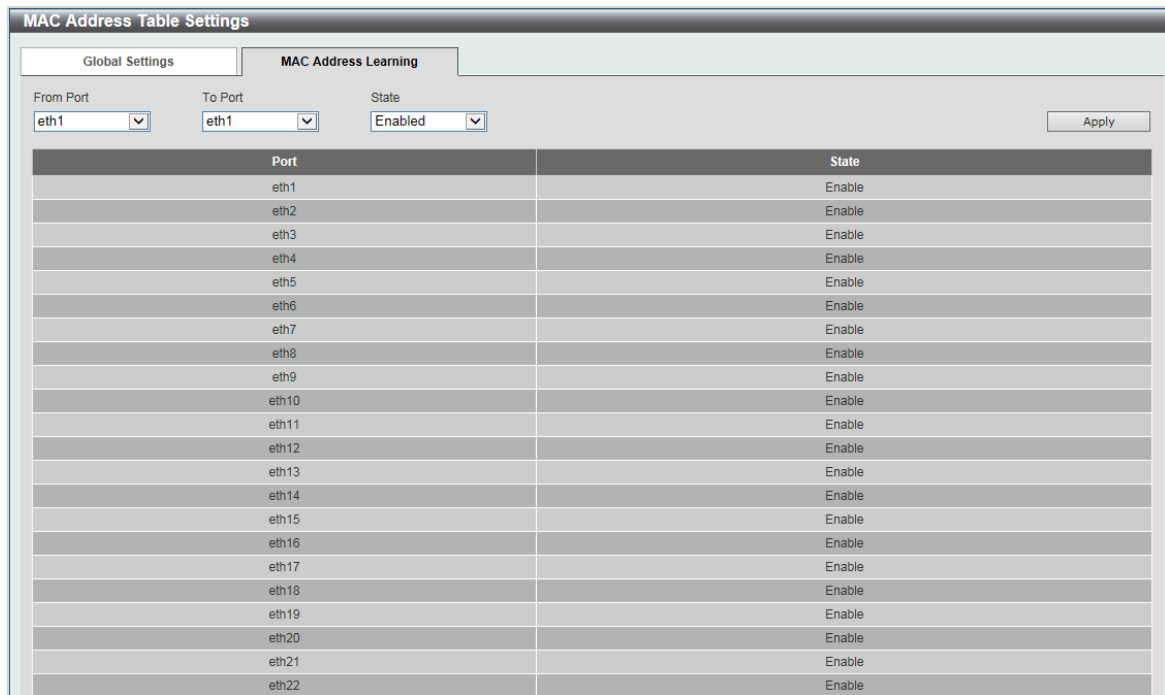 MAC Address Table Settings
Global Settings MAC Address Learning
From Port To Port State
eth1 eth1 Enabled Apply
Port State
eth1 Enable
eth2 Enable
eth3 Enable
eth4 Enable
eth5 Enable
eth6 Enable
eth7 Enable
eth8 Enable
eth9 Enable
eth10 Enable
eth11 Enable
eth12 Enable
eth13 Enable
eth14 Enable
eth15 Enable
eth16 Enable
eth17 Enable
eth18 Enable
eth19 Enable
eth20 Enable
eth21 Enable
eth22 Enable